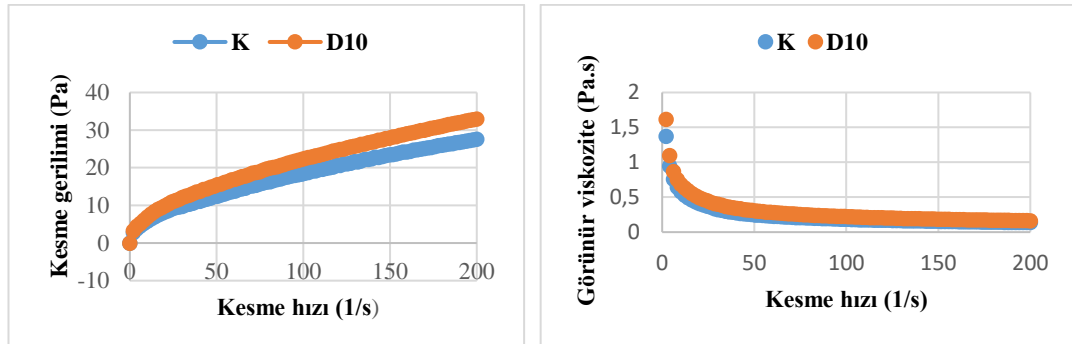 K D10
Kesme gerilimi (Pa)
40
30
20
10
0
-10
0 50 100 150 200
Kesme hızı (1/s)
K D10
Görünür viskozite (Pa.s)
2
1,5
1
0,5
0
0 50 100 150 200
Kesme hızı (1/s)